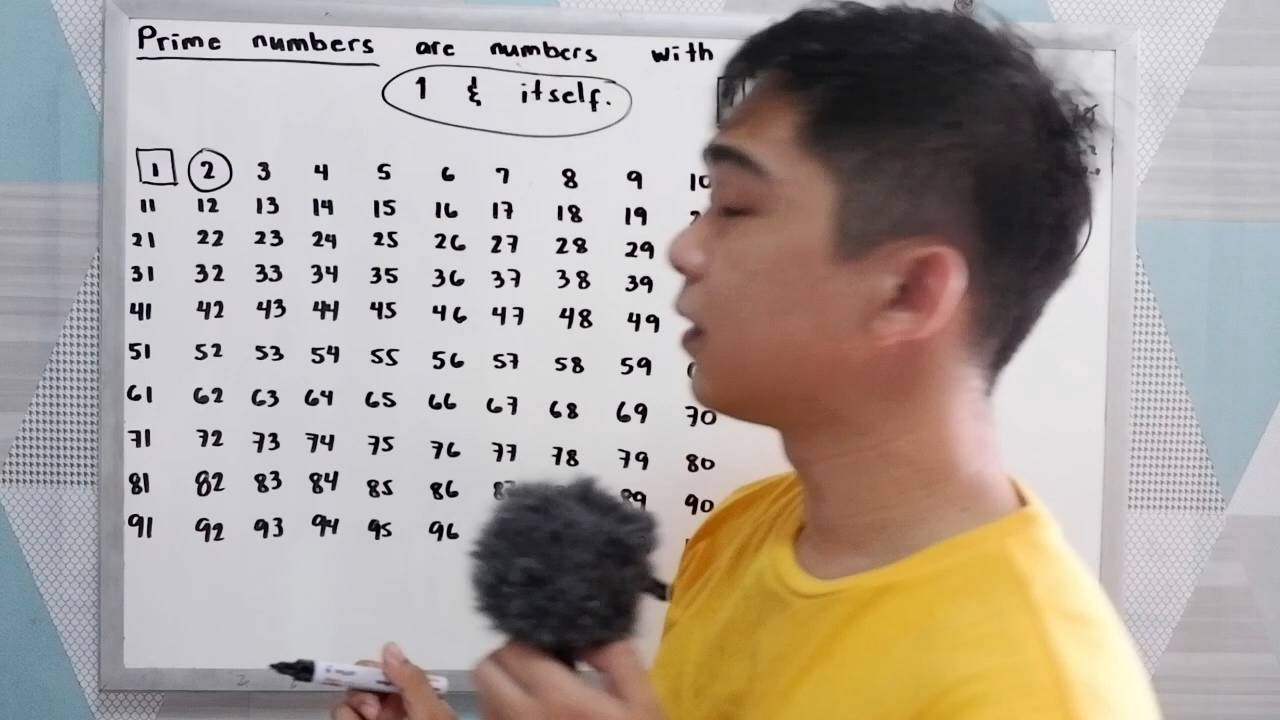 Prime numbers are numbers with
1 & itself.
1 2 3 4 5 6 7 8 9 10
11 12 13 14 15 16 17 18 19
21 22 23 24 25 26 27 28 29
31 32 33 34 35 36 37 38 39
41 42 43 44 45 46 47 48 49
51 52 53 54 55 56 57 58 59
61 62 63 64 65 66 67 68 69 70
71 72 73 74 75 76 77 78 79 80
81 82 83 84 85 86 89 90
91 92 93 94 95 96